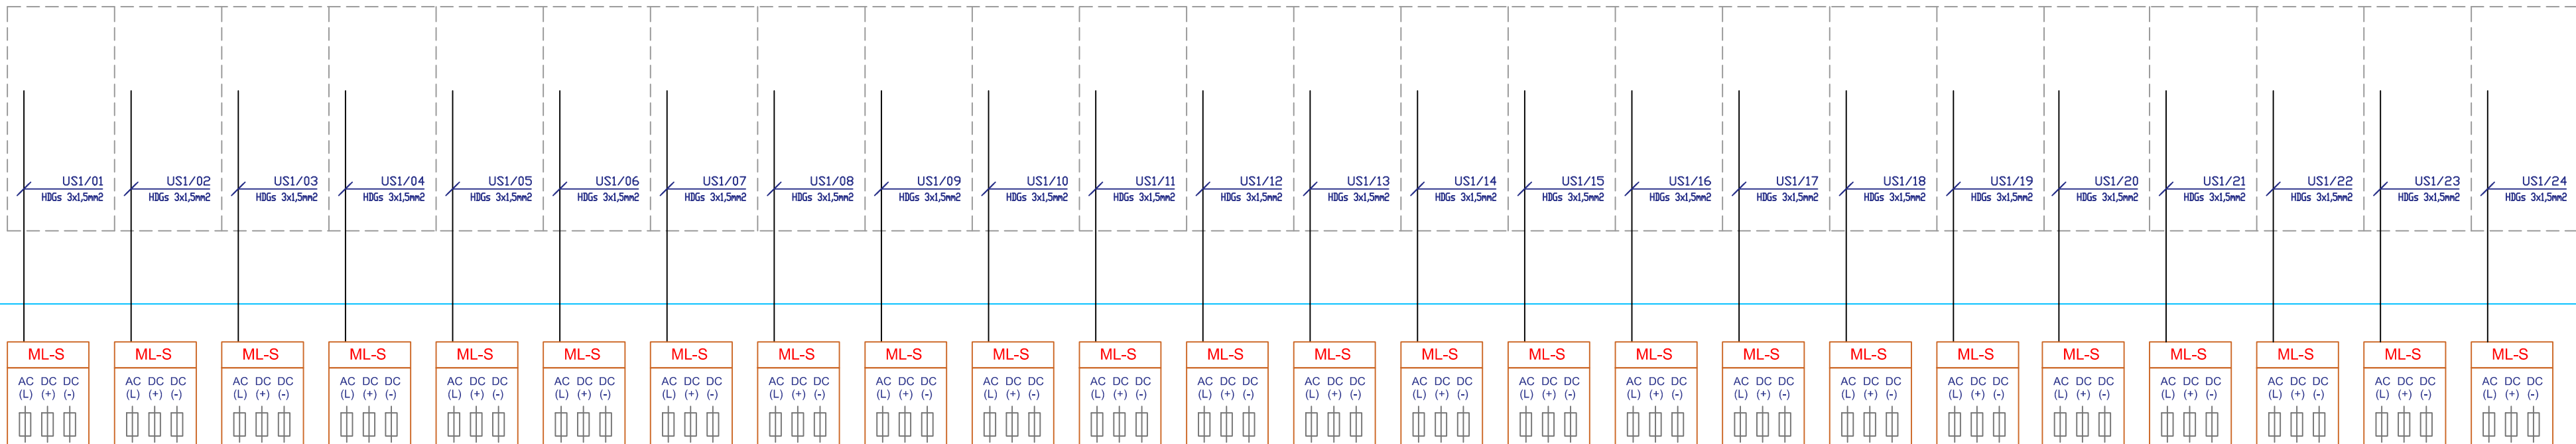 US1/01 US1/02 US1/03 US1/04 US1/05 US1/06 US1/07 US1/08 US1/09 US1/10 US1/11 US1/12 US1/13 US1/14 US1/15 US1/16 US1/17 US1/18 US1/19 US1/20 US1/21 US1/22 US1/23 US1/24
HDGs 3x1,5mm2 HDGs 3x1,5mm2 HDGs 3x1,5mm2 HDGs 3x1,5mm2 HDGs 3x1,5mm2 HDGs 3x1,5mm2 HDGs 3x1,5mm2 HDGs 3x1,5mm2 HDGs 3x1,5mm2 HDGs 3x1,5mm2 HDGs 3x1,5mm2 HDGs 3x1,5mm2 HDGs 3x1,5mm2 HDGs 3x1,5mm2 HDGs 3x1,5mm2 HDGs 3x1,5mm2 HDGs 3x1,5mm2 HDGs 3x1,5mm2 HDGs 3x1,5mm2 HDGs 3x1,5mm2 HDGs 3x1,5mm2 HDGs 3x1,5mm2 HDGs 3x1,5mm2 HDGs 3x1,5mm2
ML-S ML-S ML-S ML-S ML-S ML-S ML-S ML-S ML-S ML-S ML-S ML-S ML-S ML-S ML-S ML-S ML-S ML-S ML-S ML-S ML-S ML-S ML-S ML-S
AC DC DC AC DC DC AC DC DC AC DC DC AC DC DC AC DC DC AC DC DC AC DC DC AC DC DC AC DC DC AC DC DC AC DC DC AC DC DC AC DC DC AC DC DC AC DC DC AC DC DC AC DC DC AC DC DC AC DC DC AC DC DC AC DC DC AC DC DC AC DC DC
(L) (+) (-) (L) (+) (-) (L) (+) (-) (L) (+) (-) (L) (+) (-) (L) (+) (-) (L) (+) (-) (L) (+) (-) (L) (+) (-) (L) (+) (-) (L) (+) (-) (L) (+) (-) (L) (+) (-) (L) (+) (-) (L) (+) (-) (L) (+) (-) (L) (+) (-) (L) (+) (-) (L) (+) (-) (L) (+) (-) (L) (+) (-) (L) (+) (-) (L) (+) (-) (L) (+) (-)